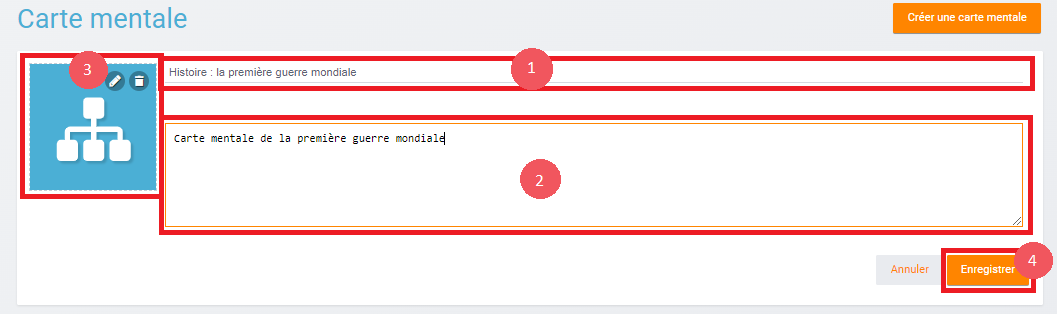 Carte mentale
Créer une carte mentale
3
Histoire : la première guerre mondiale
1
Carte mentale de la première guerre mondiale
2
Annuler
Enregistrer
4